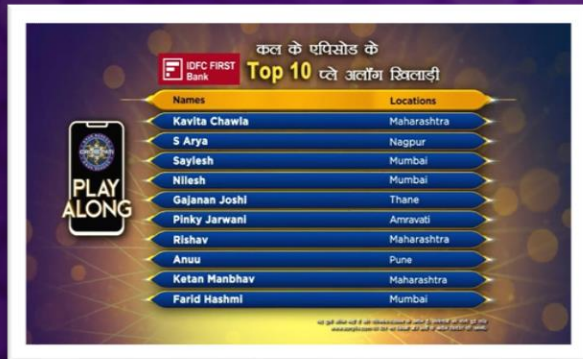 कल के एपिसोड के
IDFC FIRST
Bank
Top 10 प्ले अलौंग खिलाड़ी
Names Locations
Kavita Chawla Maharashtra
S Arya Nagpur
Saylesh Mumbai
Nilesh Mumbai
PLAY
ALONG
Gajanan Joshi Thane
Pinky Jarwani Amravati
Rishav Maharashtra
Anuu Pune
Ketan Manbhav Maharashtra
Farid Hashmi Mumbai